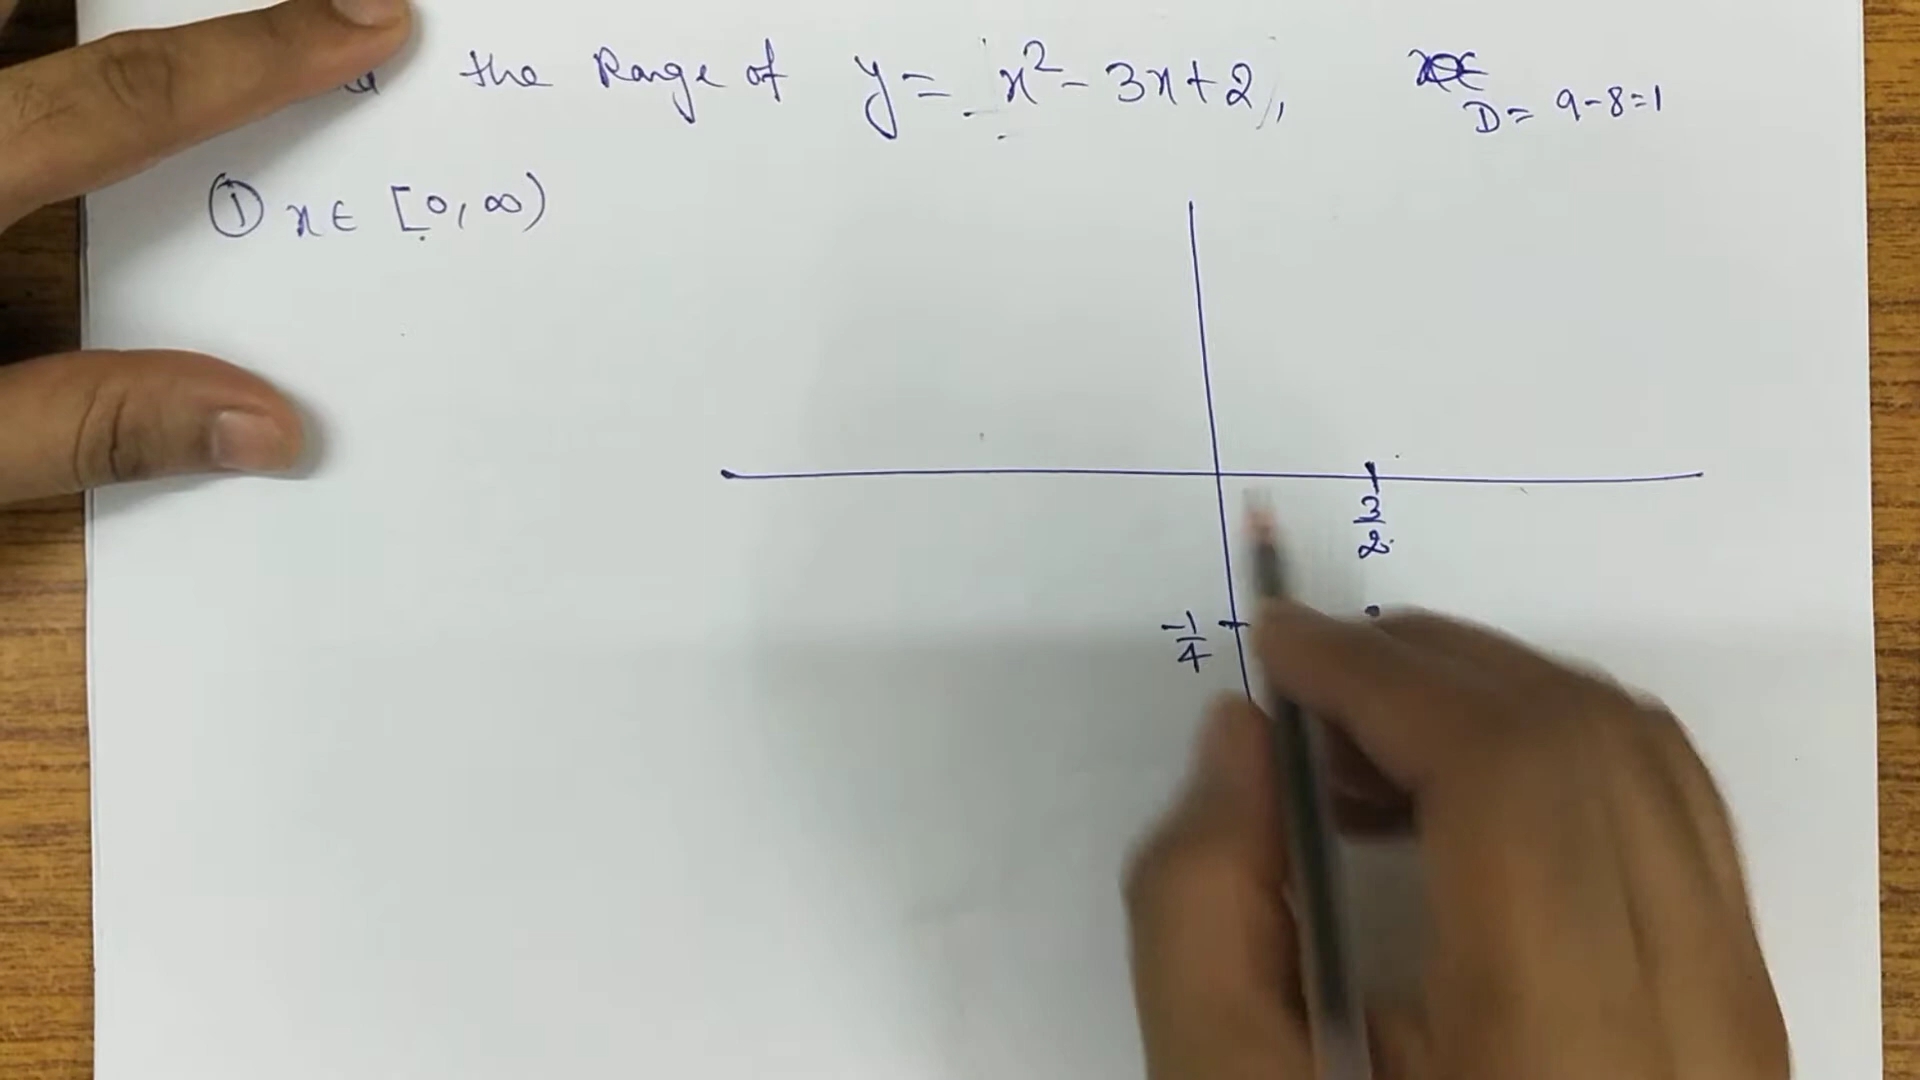 the Range of y = x² - 3x + 2,
D = 9-8=1
① x ∈ [0, ∞)
3/2
-1/4